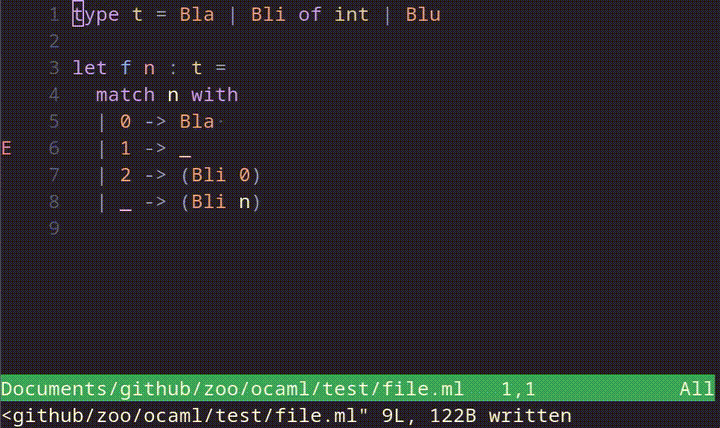 1 type t = Bla | Bli of int | Blu
2
3 let f n : t =
4   match n with
5   | 0 -> Bla·
E 6   | 1 -> _
7   | 2 -> (Bli 0)
8   | _ -> (Bli n)
9
Documents/github/zoo/ocaml/test/file.ml 1,1 All
<github/zoo/ocaml/test/file.ml" 9L, 122B written